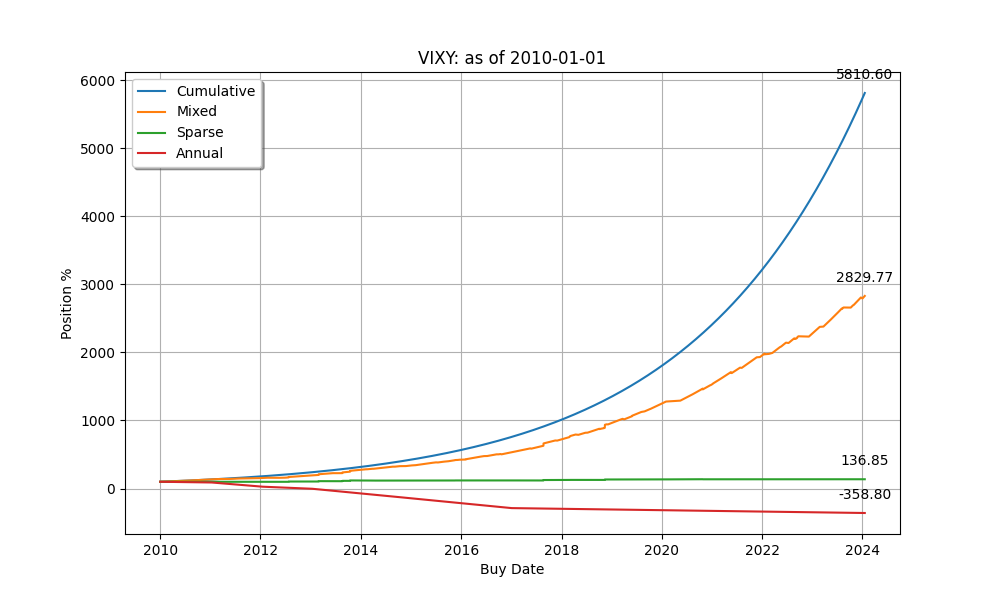 VIXY: as of 2010-01-01
Cumulative
Mixed
Sparse
Annual
5810.60
2829.77
136.85
-358.80
Position %
6000
5000
4000
3000
2000
1000
0
2010 2012 2014 2016 2018 2020 2022 2024
Buy Date